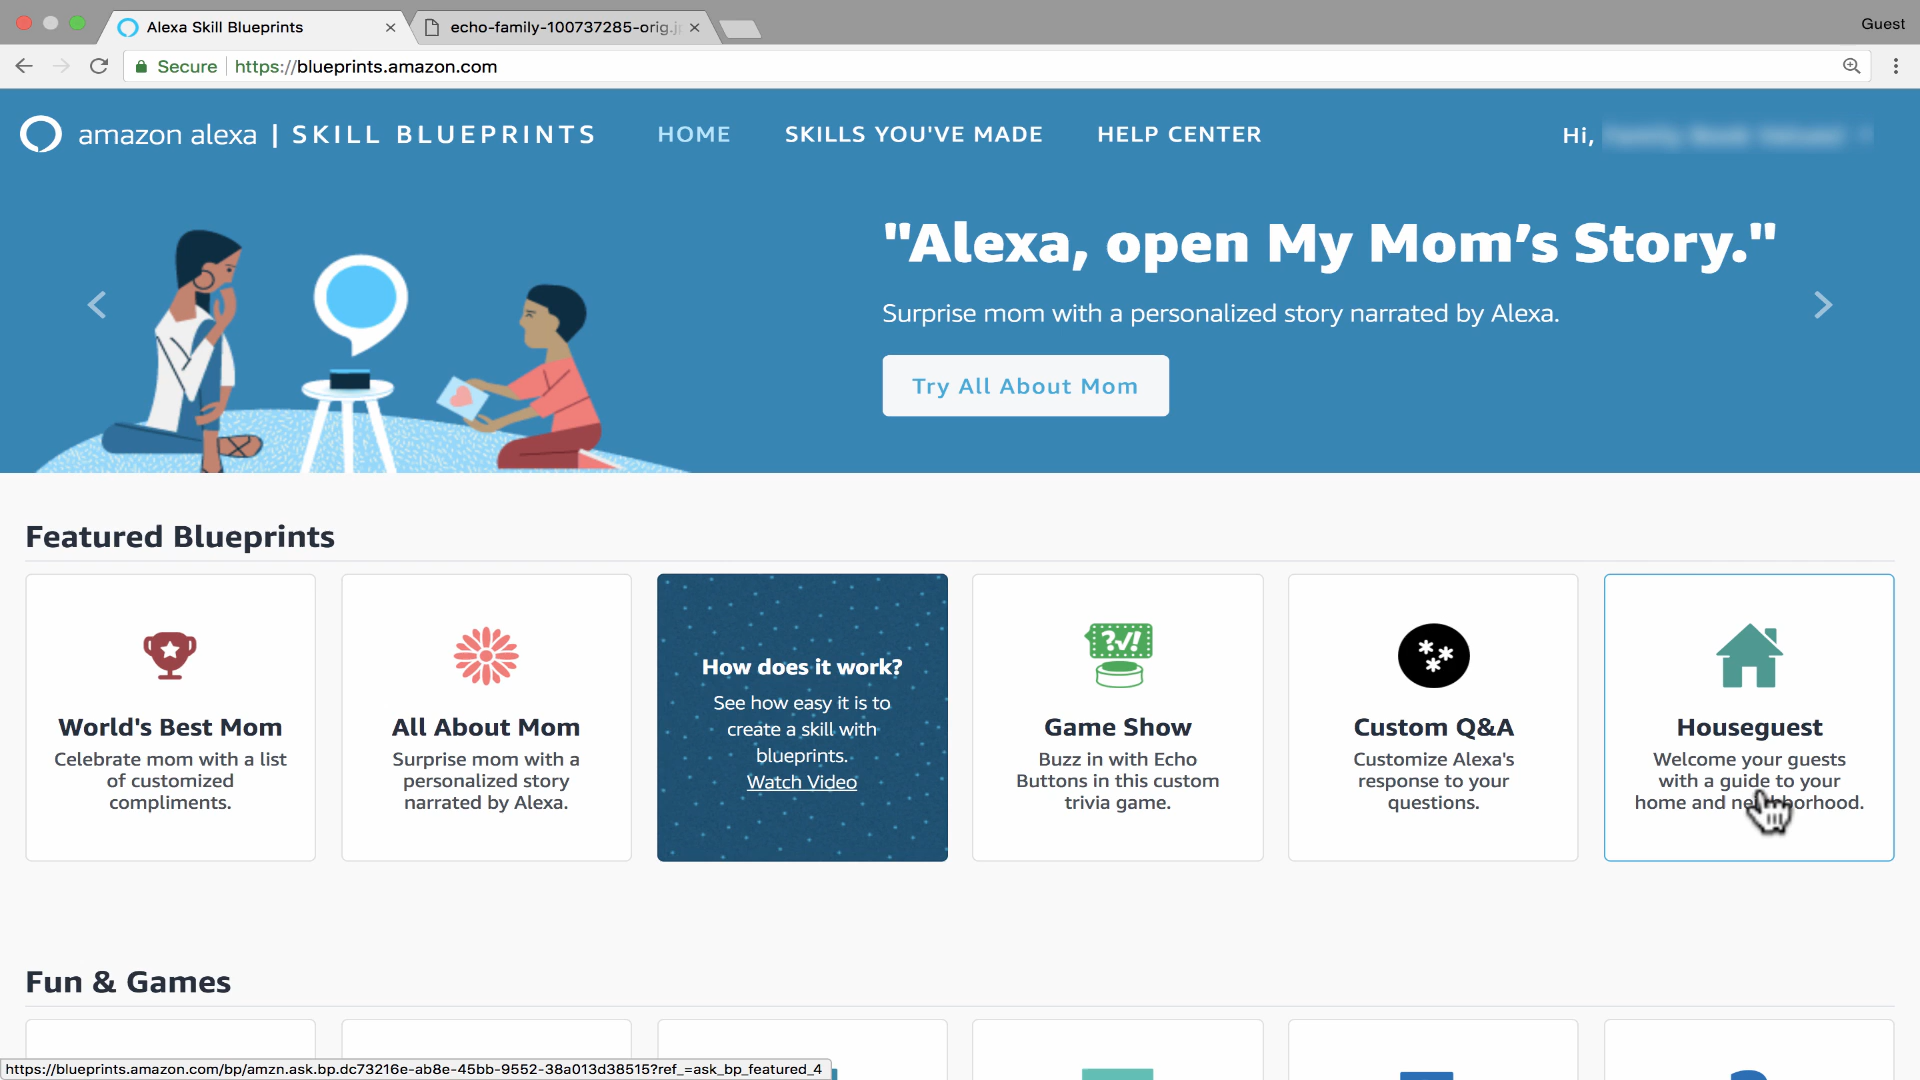 Alexa Skill Blueprints
echo-family-100737285-orig.j
Guest
Secure https://blueprints.amazon.com
amazon alexa | SKILL BLUEPRINTS
HOME
SKILLS YOU'VE MADE
HELP CENTER
Hi,
"Alexa, open My Mom’s Story."
Surprise mom with a personalized story narrated by Alexa.
Try All About Mom
Featured Blueprints
World's Best Mom
Celebrate mom with a list
of customized
compliments.
All About Mom
Surprise mom with a
personalized story
narrated by Alexa.
How does it work?
See how easy it is to
create a skill with
blueprints.
Watch Video
?√!
Game Show
Buzz in with Echo
Buttons in this custom
trivia game.
Custom Q&A
Customize Alexa's
response to your
questions.
Houseguest
Welcome your guests
with a guide to your
home and neighborhood.
Fun & Games
https://blueprints.amazon.com/bp/amzn.ask.bp.dc73216e-ab8e-45bb-9552-38a013d38515?ref_=ask_bp_featured_4